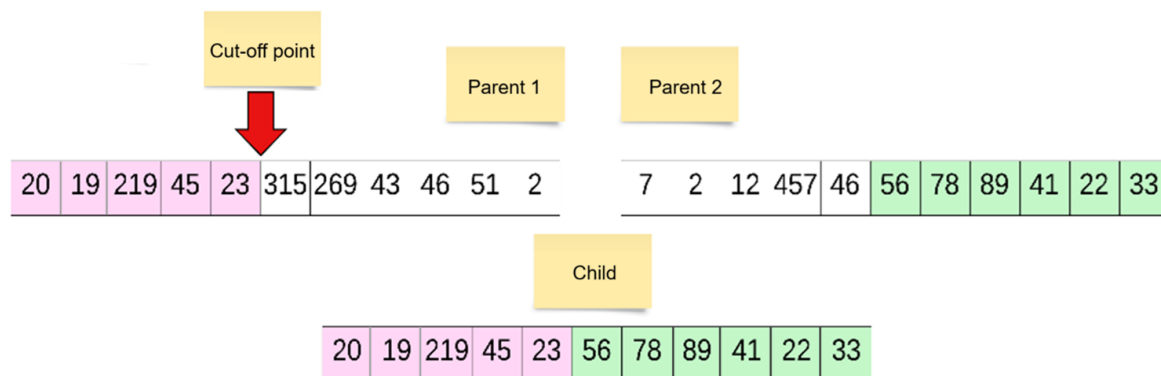 Cut-off point
Parent 1
Parent 2
20 19 219 45 23 315 269 43 46 51 2
7 2 12 457 46 56 78 89 41 22 33
Child
20 19 219 45 23 56 78 89 41 22 33